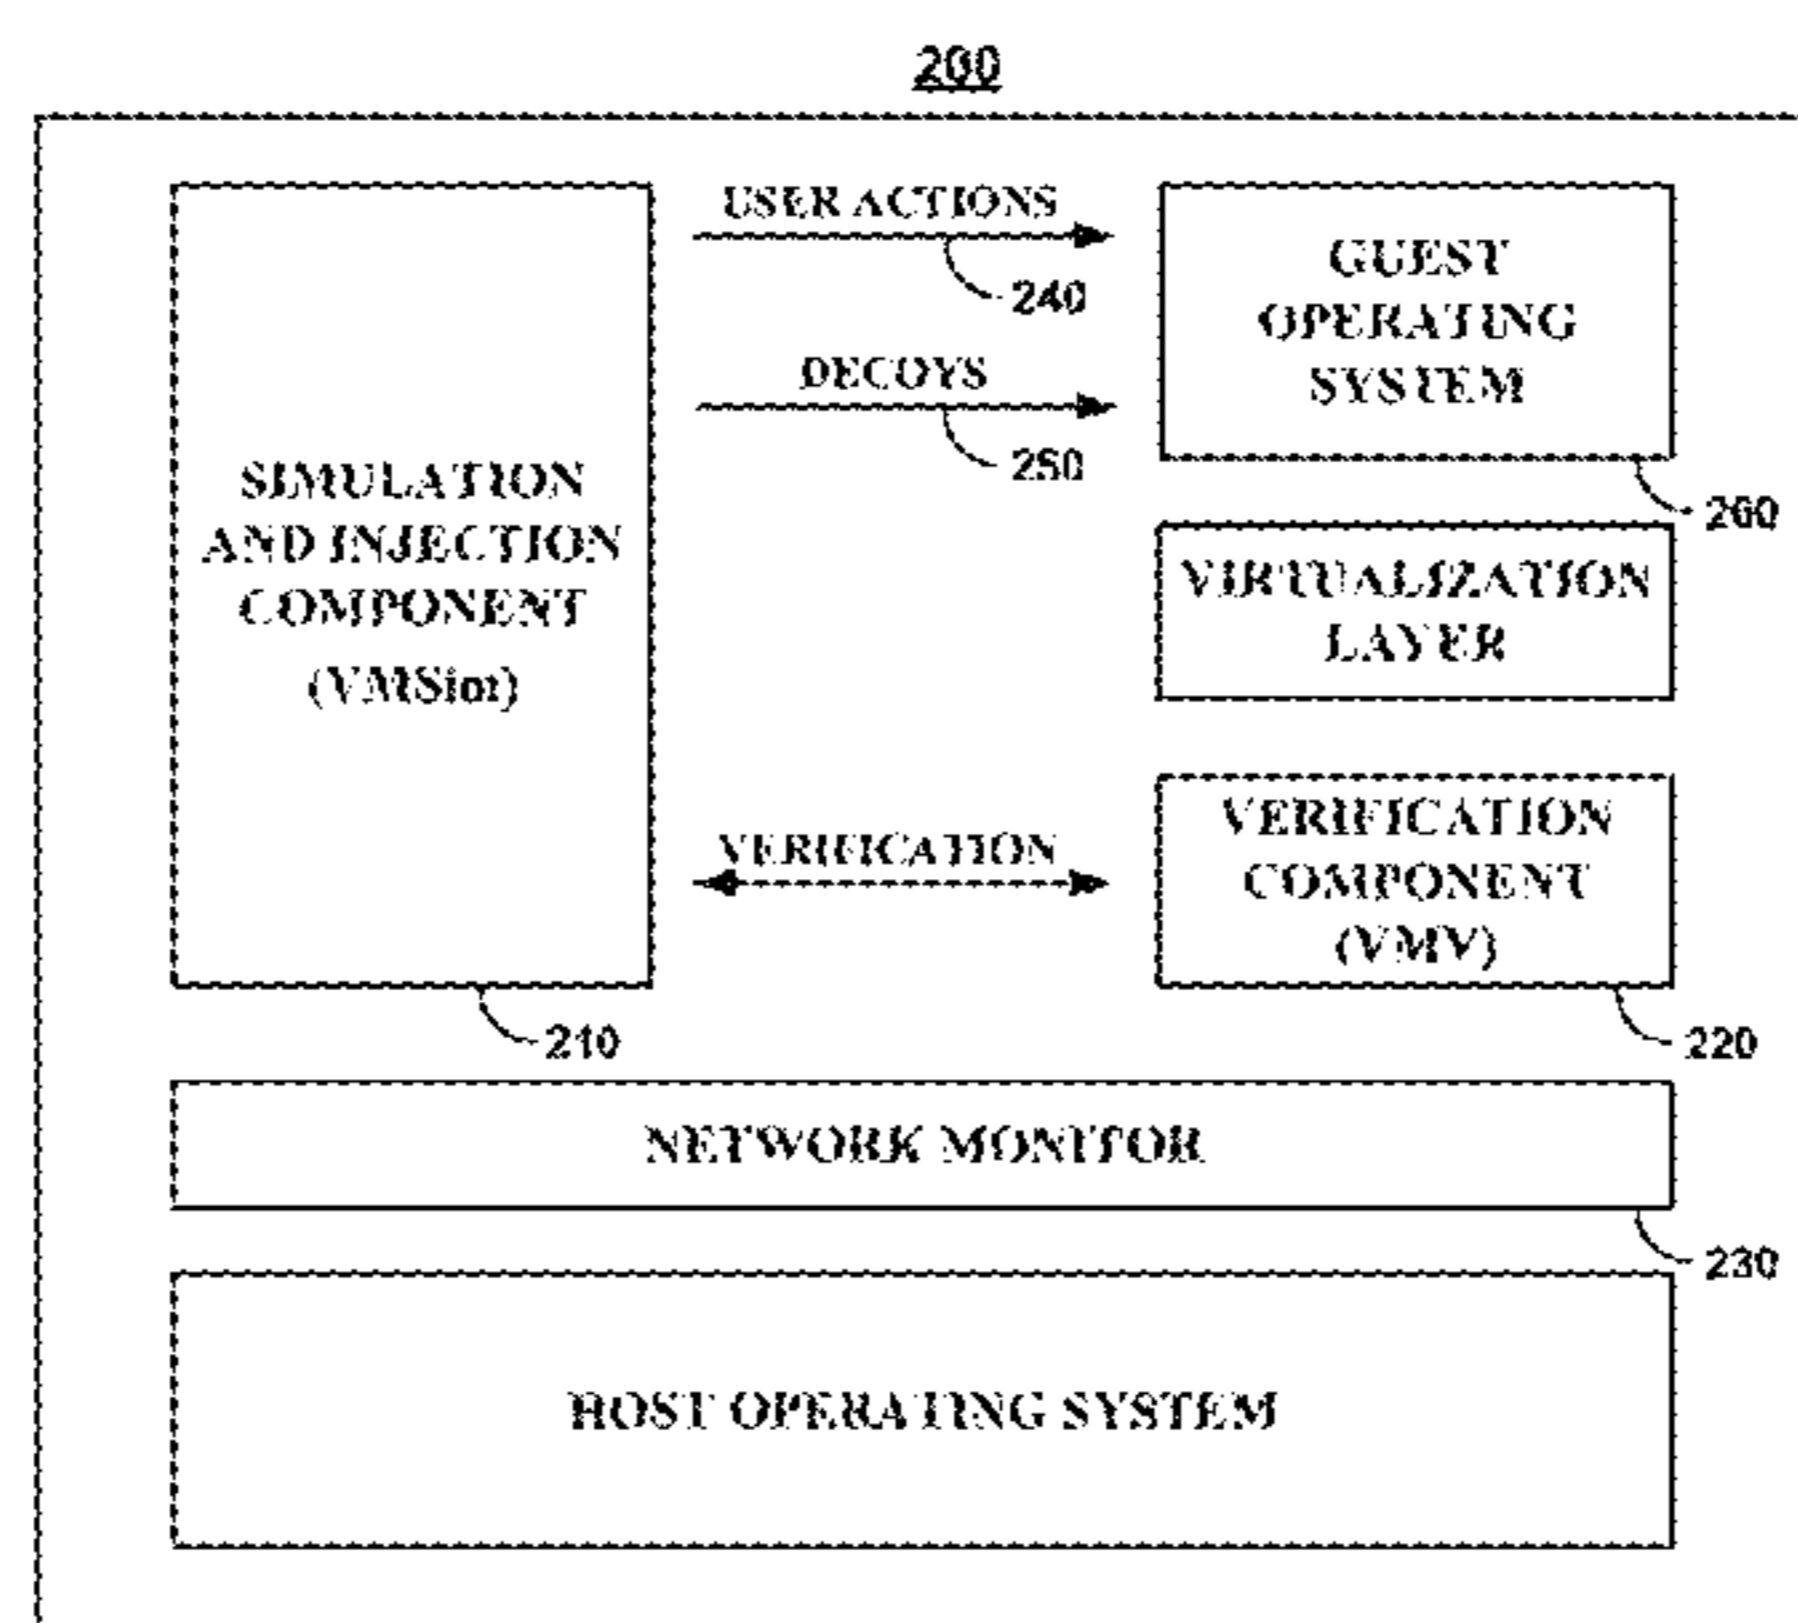 200
USER ACTIONS
240
DECOYS
250
GUEST
OPERATING
SYSTEM
260
SIMULATION
AND INJECTION
COMPONENT
(VMSim)
210
VIRTUALIZATION
LAYER
VERIFICATION
VERIFICATION
COMPONENT
(VMV)
220
NETWORK MONITOR
230
HOST OPERATING SYSTEM